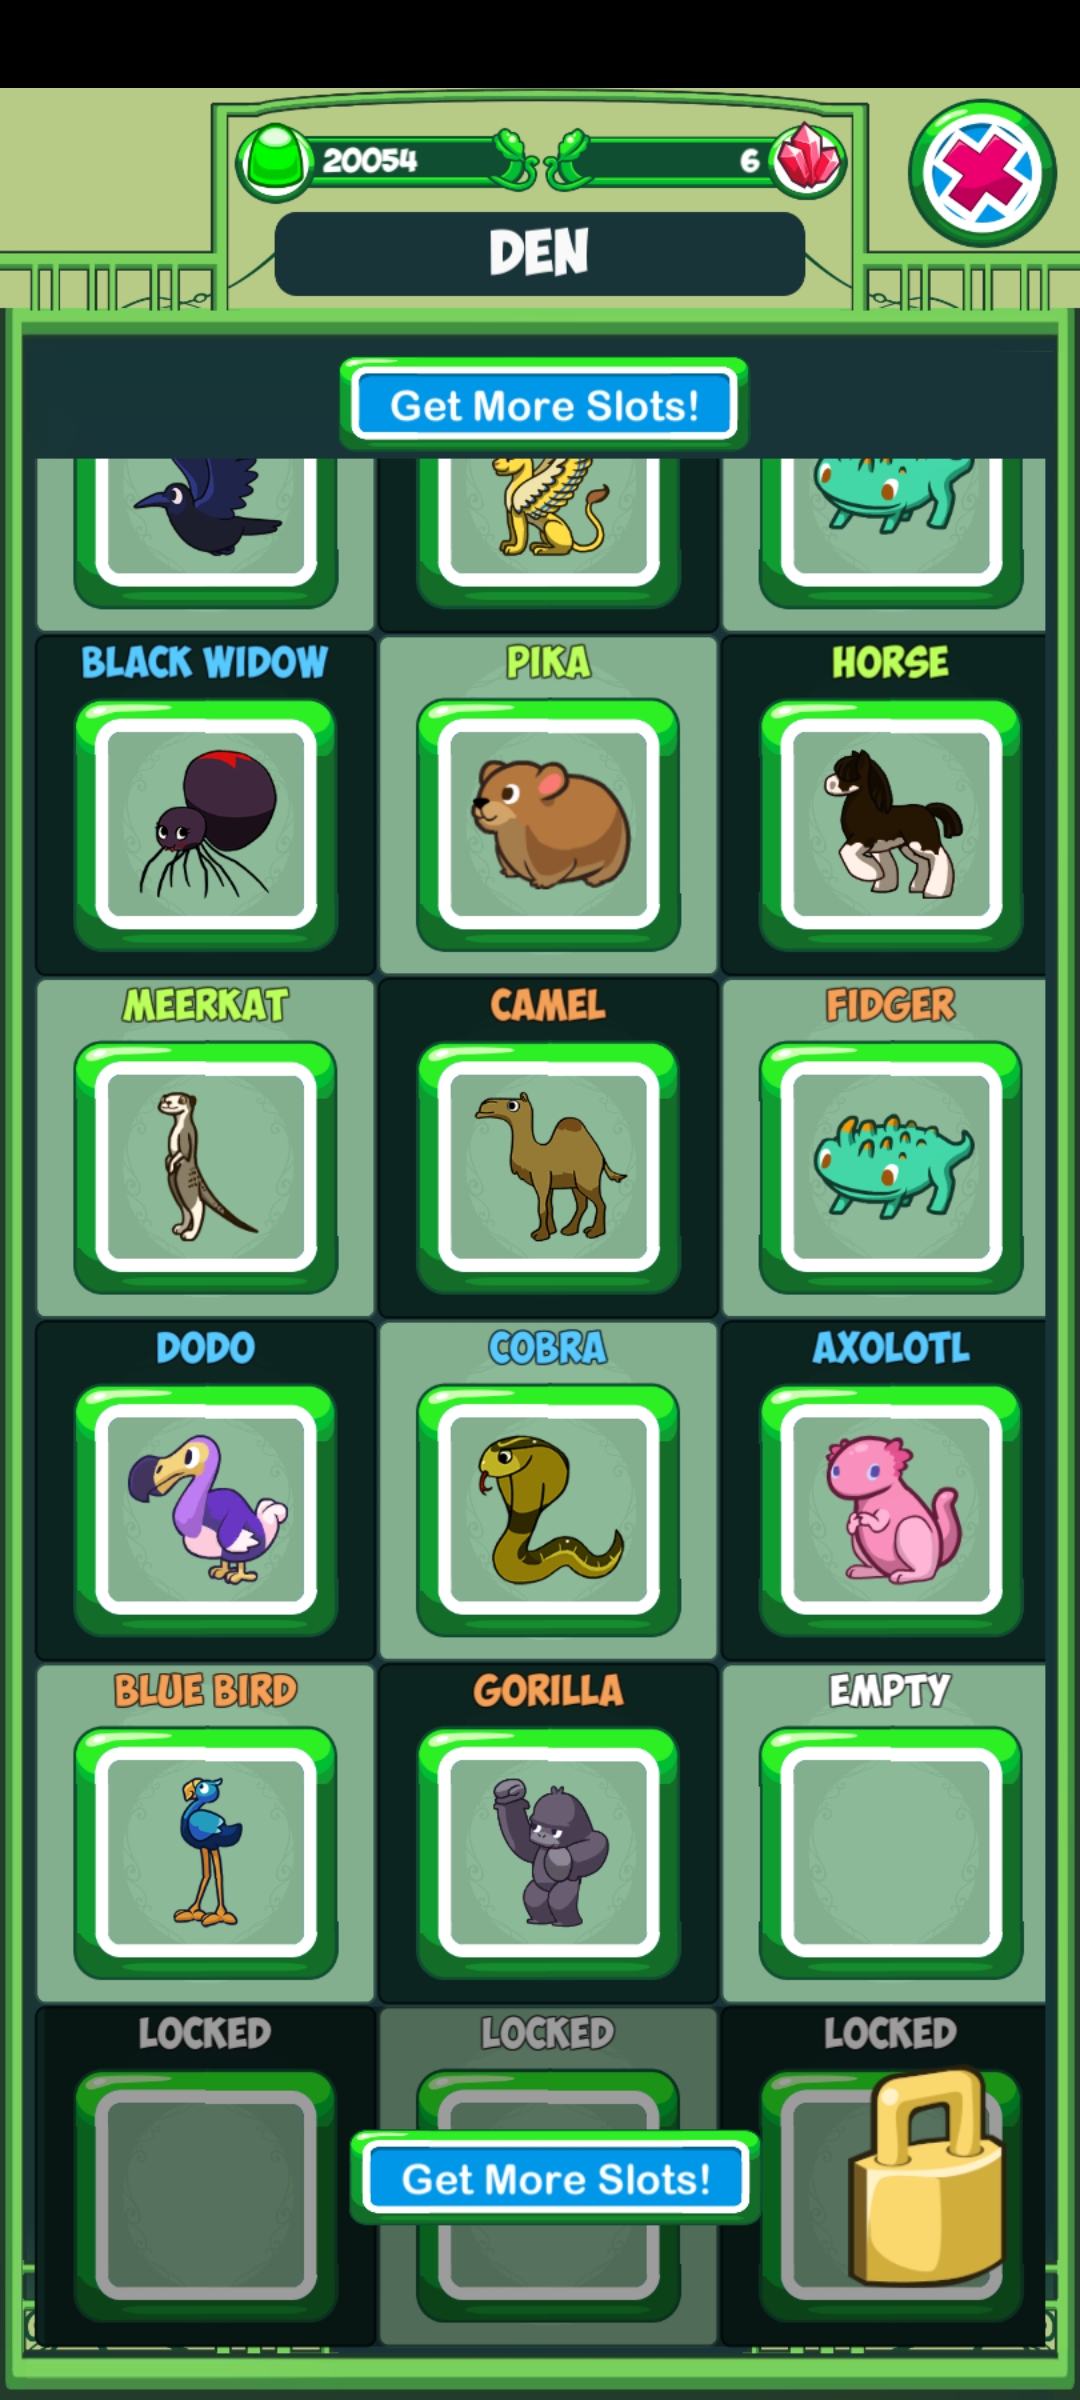 20054
6
DEN
Get More Slots!
BLACK WIDOW
PIKA
HORSE
MEERKAT
CAMEL
FIDGER
DODO
COBRA
AXOLOTL
BLUE BIRD
GORILLA
EMPTY
LOCKED
LOCKED
LOCKED
Get More Slots!